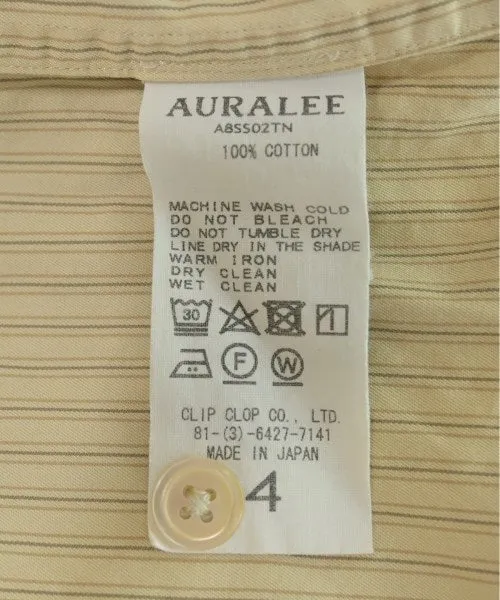 AURALEE
A8SS02TN
100% COTTON
MACHINE WASH COLD
DO NOT BLEACH
DO NOT TUMBLE DRY
LINE DRY IN THE SHADE
WARM IRON
DRY CLEAN
WET CLEAN
30
F W
CLIP CLOP CO., LTD.
81-(3)-6427-7141
MADE IN JAPAN
4